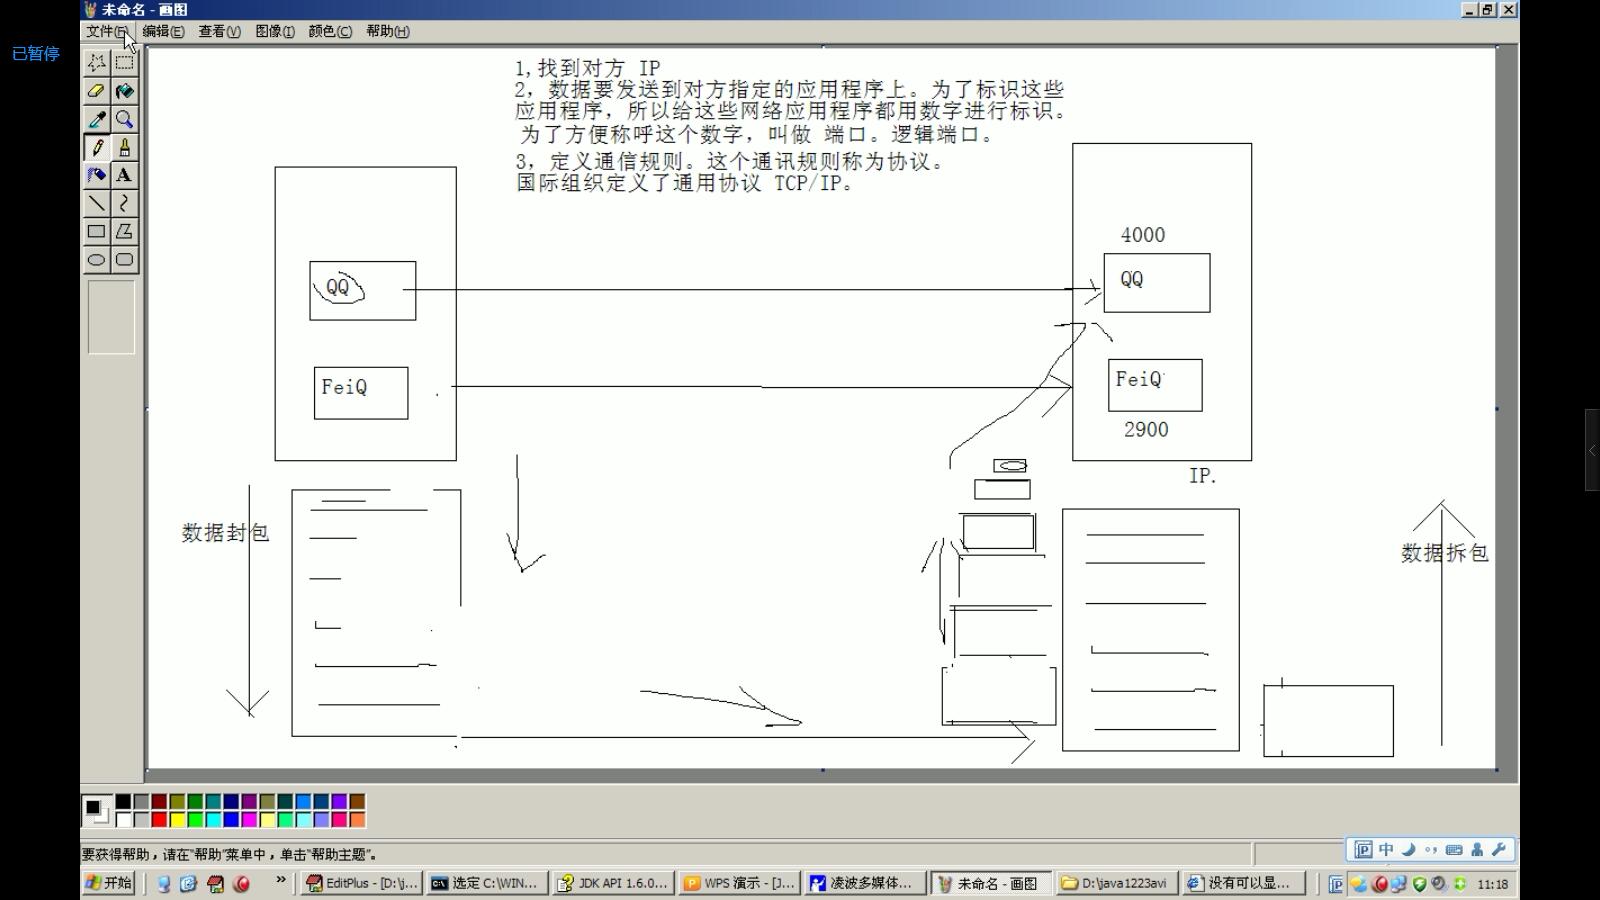 未命名 - 画图
文件(F) 编辑(E) 查看(V) 图像(I) 颜色(C) 帮助(H)
已暂停
1,找到对方 IP
2，数据要发送到对方指定的应用程序上。为了标识这些
应用程序，所以给这些网络应用程序都用数字进行标识。
为了方便称呼这个数字，叫做 端口。逻辑端口。
3，定义通信规则。这个通讯规则称为协议。
国际组织定义了通用协议 TCP/IP。
4000
QQ
QQ
FeiQ
FeiQ
2900
IP.
数据封包
数据拆包
要获得帮助，请在“帮助”菜单中，单击“帮助主题”。
中
开始
EditPlus - [D:\j...
选定 C:\WIN...
JDK API 1.6.0...
WPS 演示 - [J...
凌波多媒体...
未命名 - 画图
D:\java1223avi
没有可以显...
11:18